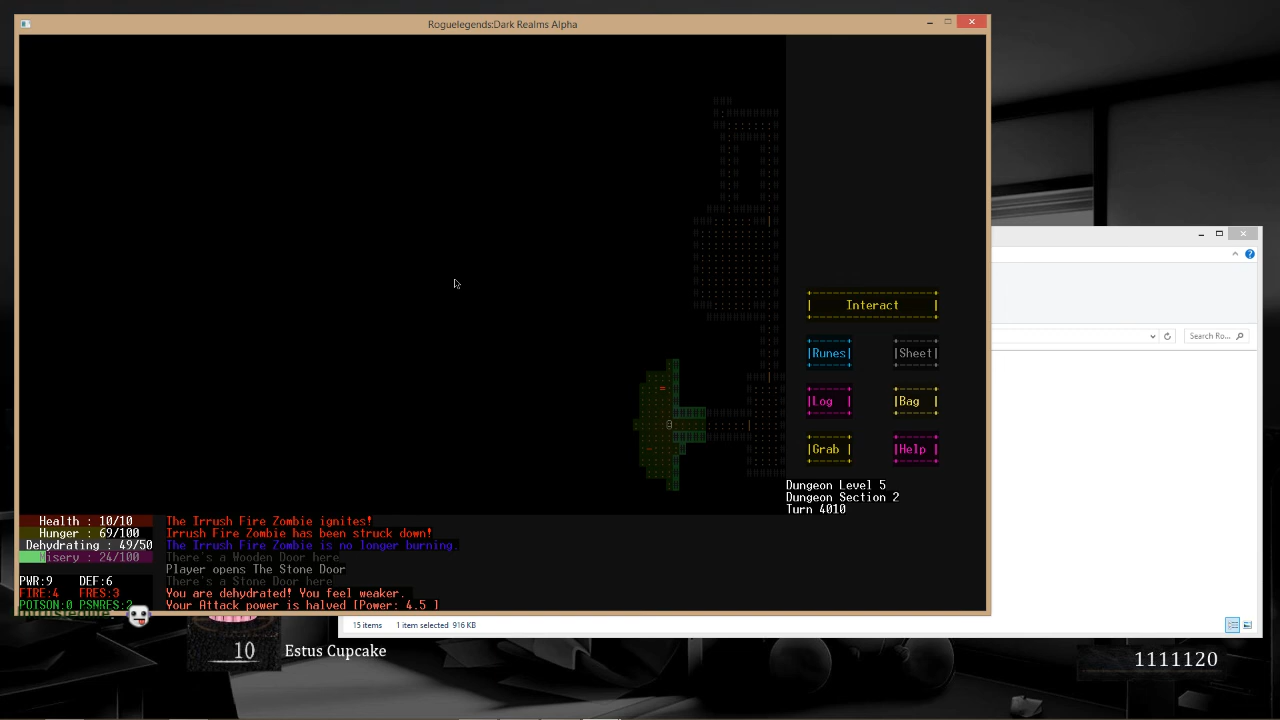 Roguelegends:Dark Realms Alpha
Interact
Runes
Sheet
Search Ro...
Log
Bag
Grab
Help
Dungeon Level 5
Dungeon Section 2
Turn 4010
Health : 10/10
The Irrush Fire Zombie ignites!
Hunger : 69/100
Irrush Fire Zombie has been struck down!
Dehydrating : 49/50
The Irrush Fire Zombie is no longer burning.
Misery : 24/100
There's a Wooden Door here
Player opens The Stone Door
PWR:9 DEF:6
There's a Stone Door here
FIRE:4 FRES:3
You are dehydrated! You feel weaker.
POISON:0 PSNRES:2
Your Attack power is halved [Power: 4.5 ]
15 items 1 item selected 916 KB
10
Estus Cupcake
1111120